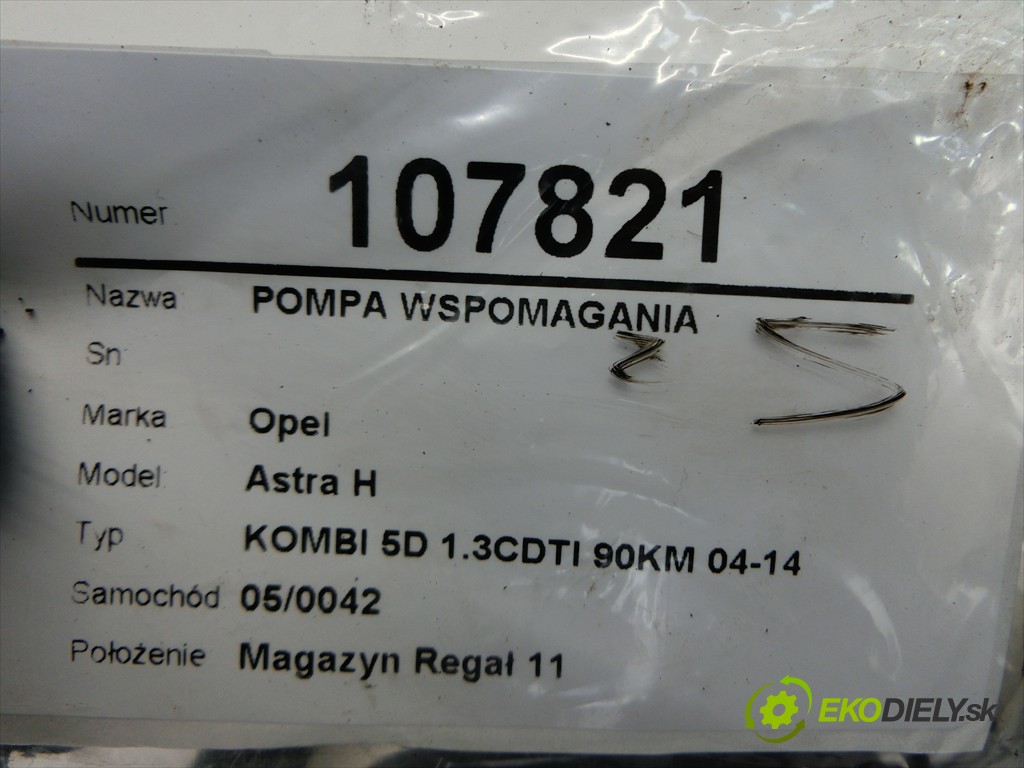 Numer 107821
Nazwa POMPA WSPOMAGANIA
Sn
Marka Opel
Model Astra H
Typ KOMBI 5D 1.3CDTI 90KM 04-14
Samochód 05/0042
Położenie Magazyn Regał 11
EKODIELY.sk